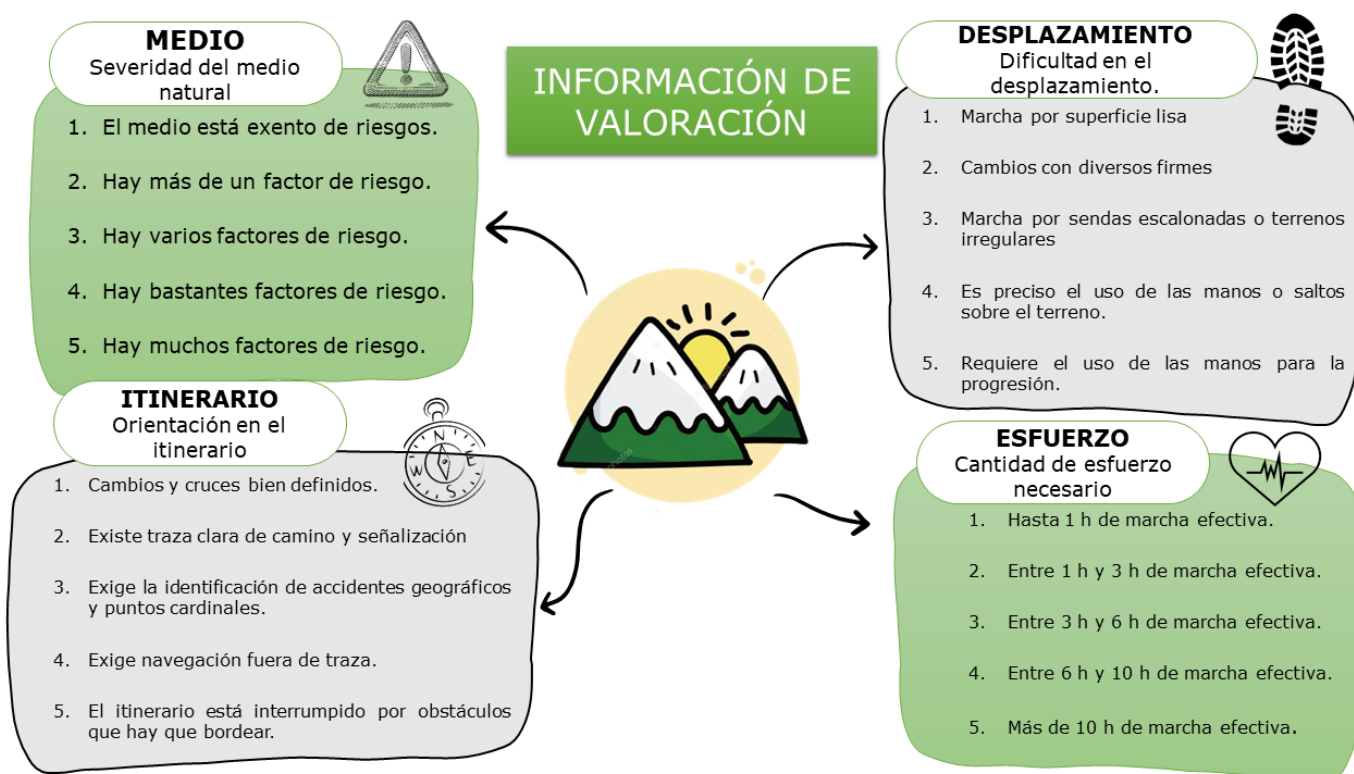 INFORMACIÓN DE
VALORACIÓN
MEDIO
Severidad del medio
natural
1. El medio está exento de riesgos.
2. Hay más de un factor de riesgo.
3. Hay varios factores de riesgo.
4. Hay bastantes factores de riesgo.
5. Hay muchos factores de riesgo.
DESPLAZAMIENTO
Dificultad en el
desplazamiento.
1. Marcha por superficie lisa
2. Cambios con diversos firmes
3. Marcha por sendas escalonadas o terrenos
irregulares
4. Es preciso el uso de las manos o saltos
sobre el terreno.
5. Requiere el uso de las manos para la
progresión.
ITINERARIO
Orientación en el
itinerario
N
E
S
W
1. Cambios y cruces bien definidos.
2. Existe traza clara de camino y señalización
3. Exige la identificación de accidentes geográficos
y puntos cardinales.
4. Exige navegación fuera de traza.
5. El itinerario está interrumpido por obstáculos
que hay que bordear.
ESFUERZO
Cantidad de esfuerzo
necesario
1. Hasta 1 h de marcha efectiva.
2. Entre 1 h y 3 h de marcha efectiva.
3. Entre 3 h y 6 h de marcha efectiva.
4. Entre 6 h y 10 h de marcha efectiva.
5. Más de 10 h de marcha efectiva.